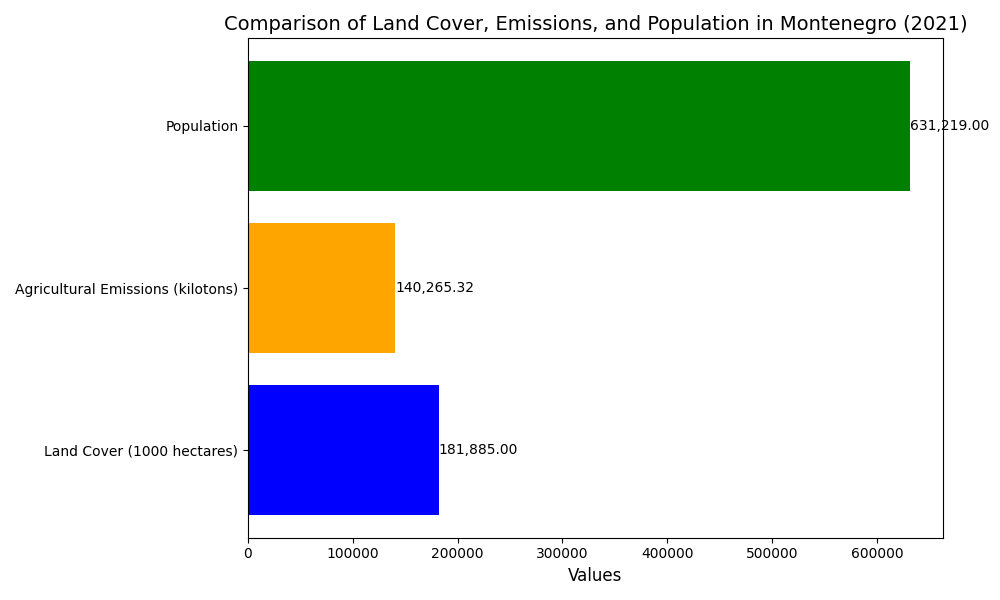 Comparison of Land Cover, Emissions, and Population in Montenegro (2021)
Population
631,219.00
Agricultural Emissions (kilotons)
140,265.32
Land Cover (1000 hectares)
181,885.00
0 100000 200000 300000 400000 500000 600000
Values